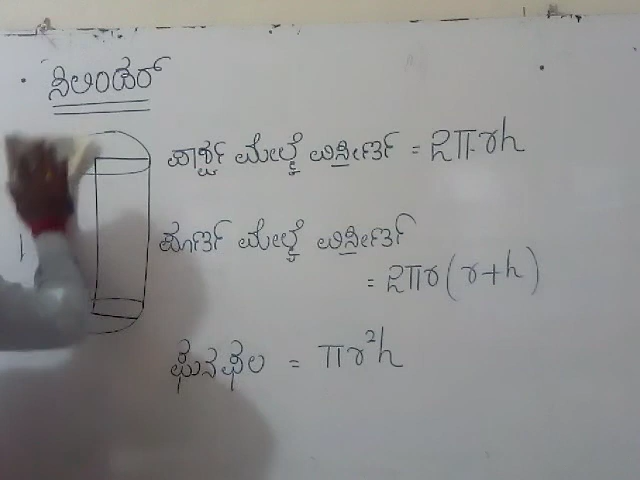 ಸಿಲಿಂಡರ್
ಪಾರ್ಶ್ವ ಮೇಲ್ಮೈ ವಿಸ್ತೀರ್ಣ = 2πrh
ಪೂರ್ಣ ಮೇಲ್ಮೈ ವಿಸ್ತೀರ್ಣ
= 2πr(r+h)
ಘನಫಲ = πr²h